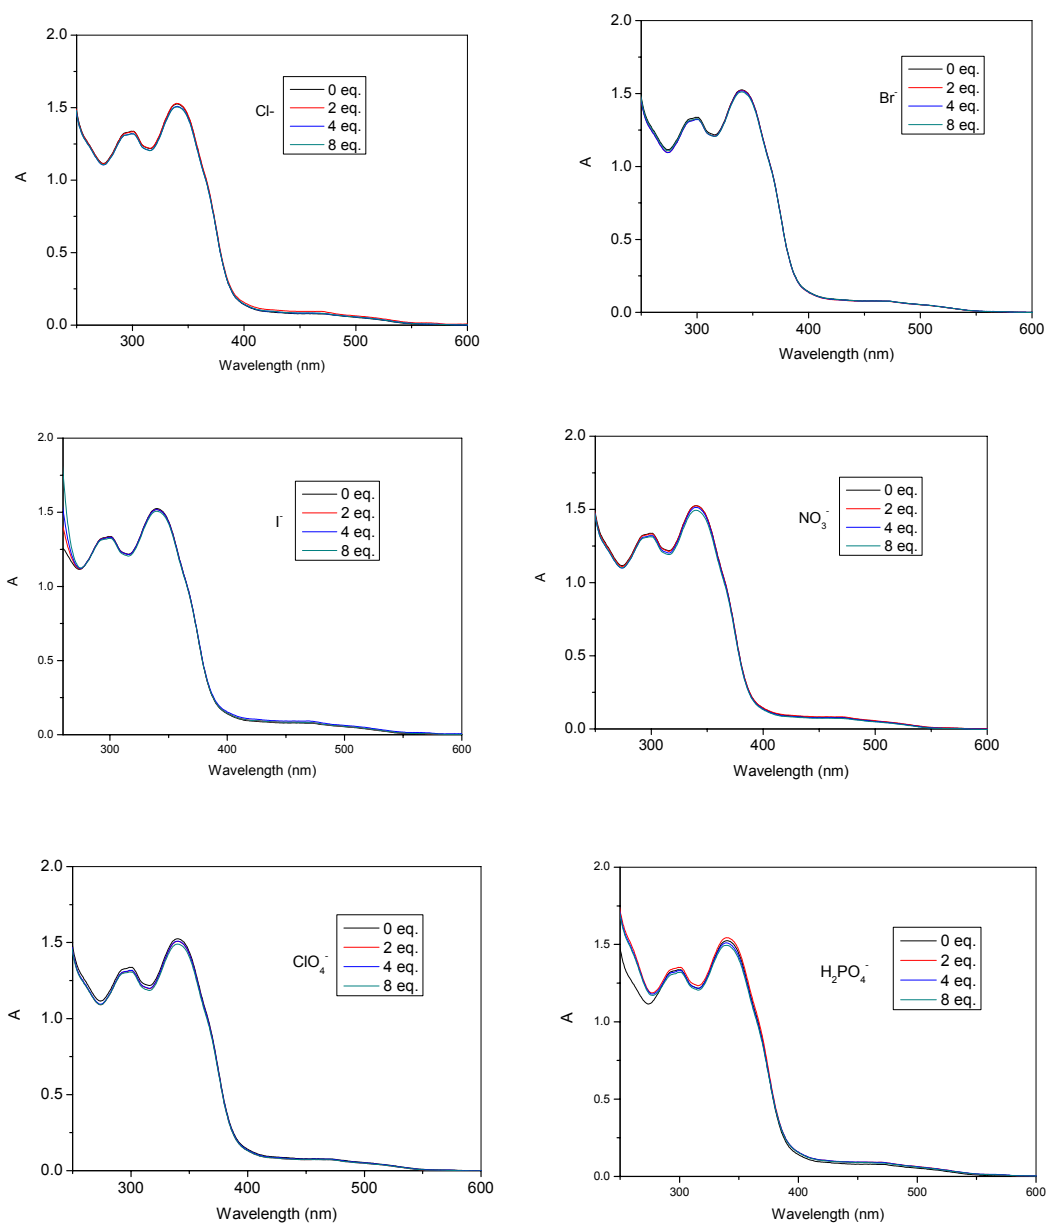 2.0
1.5
1.0
0.5
0.0
A
Cl-
0 eq.
2 eq.
4 eq.
8 eq.
300
400
500
600
Wavelength (nm)
2.0
1.5
1.0
0.5
0.0
A
Br⁻
0 eq.
2 eq.
4 eq.
8 eq.
300
400
500
600
Wavelength (nm)
2.0
1.5
1.0
0.5
0.0
A
I⁻
0 eq.
2 eq.
4 eq.
8 eq.
300
400
500
600
Wavelength (nm)
2.0
1.5
1.0
0.5
0.0
A
NO₃⁻
0 eq.
2 eq.
4 eq.
8 eq.
300
400
500
600
Wavelength (nm)
2.0
1.5
1.0
0.5
0.0
A
ClO₄⁻
0 eq.
2 eq.
4 eq.
8 eq.
300
400
500
600
Wavelength (nm)
2.0
1.5
1.0
0.5
0.0
A
H₂PO₄⁻
0 eq.
2 eq.
4 eq.
8 eq.
300
400
500
600
Wavelength (nm)